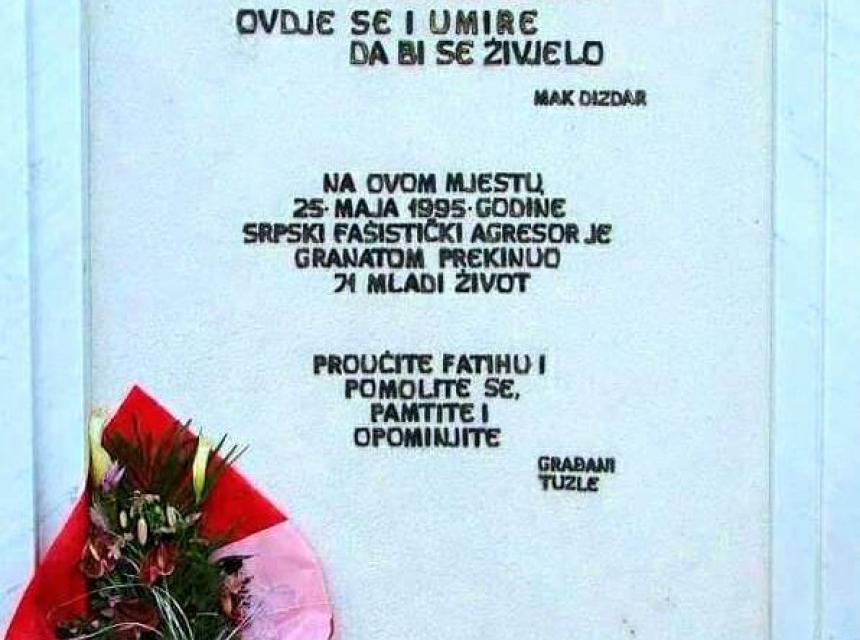 OVDJE SE I UMIRE
DA BI SE ŽIVJELO
MAK DIZDAR
NA OVOM MJESTU,
25. MAJA 1995. GODINE
SRPSKI FAŠISTIČKI AGRESOR JE
GRANATOM PREKINUO
71 MLADI ŽIVOT
PROUČITE FATIHU I
POMOLITE SE,
PAMTITE I
OPOMINJITE
GRAĐANI
TUZLE